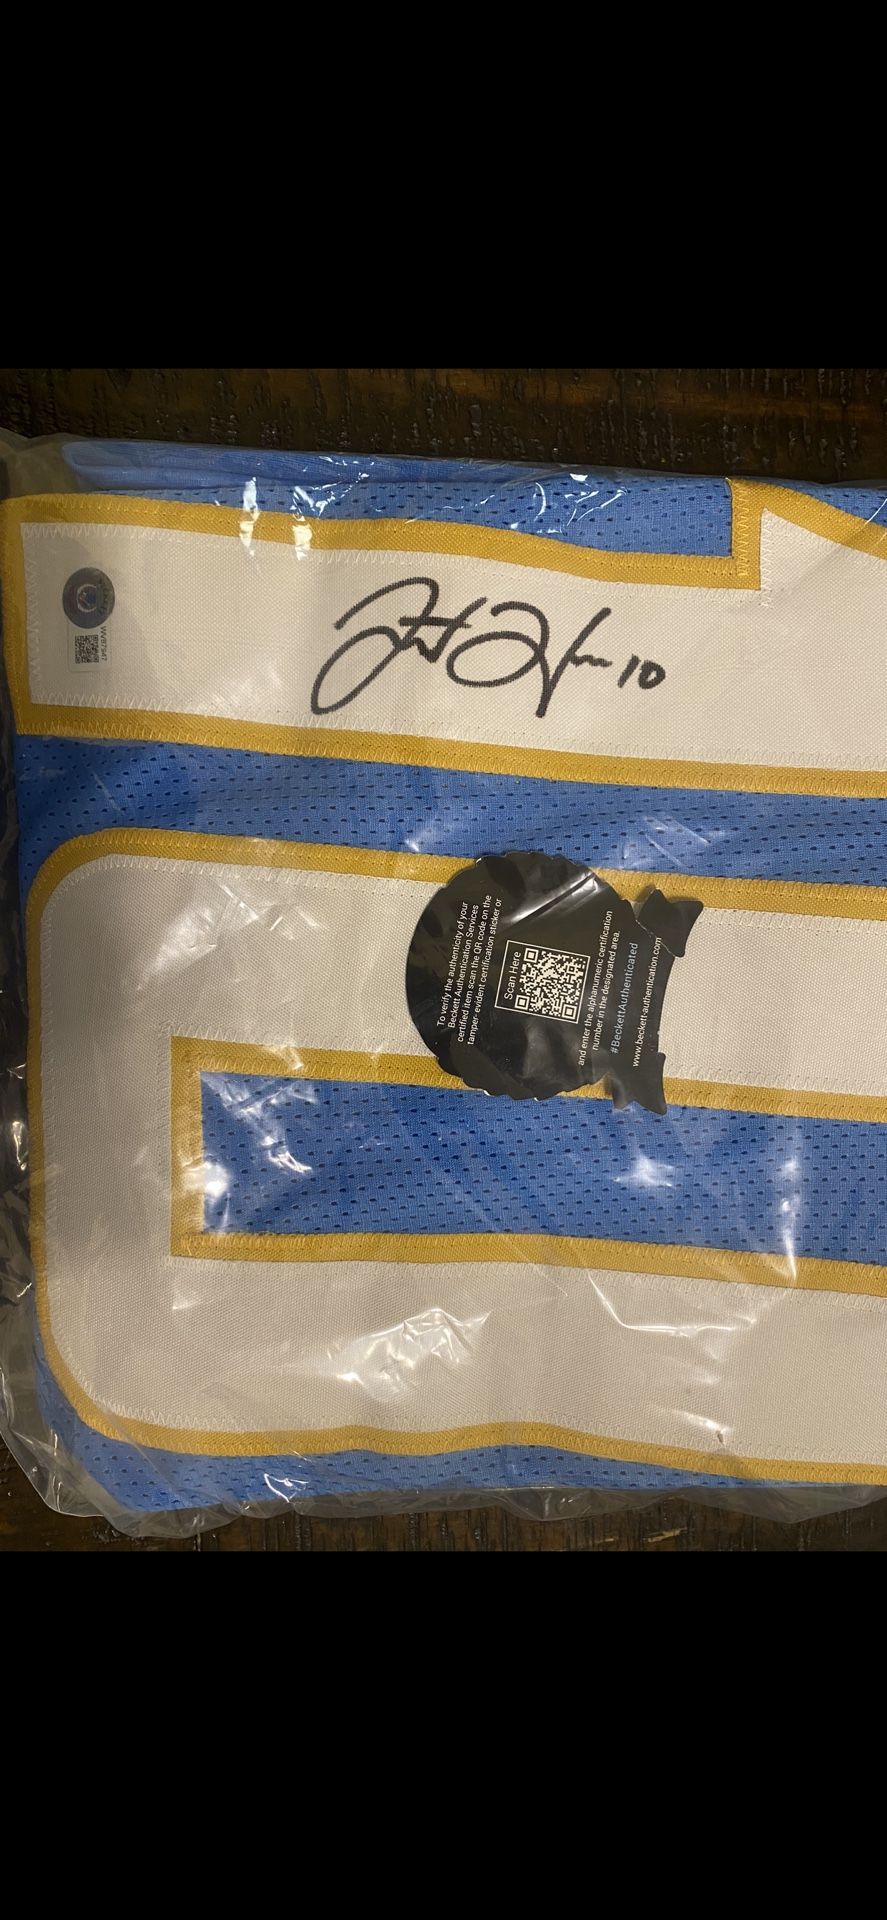 10
WV87947
To verify the authenticity of your
Beckett Authentication Services
certified item scan the QR code on the
tamper-evident certification sticker or
Scan Here
and enter the alphanumeric certification
number in the designated area.
#BeckettAuthenticated
www.beckett-authentication.com